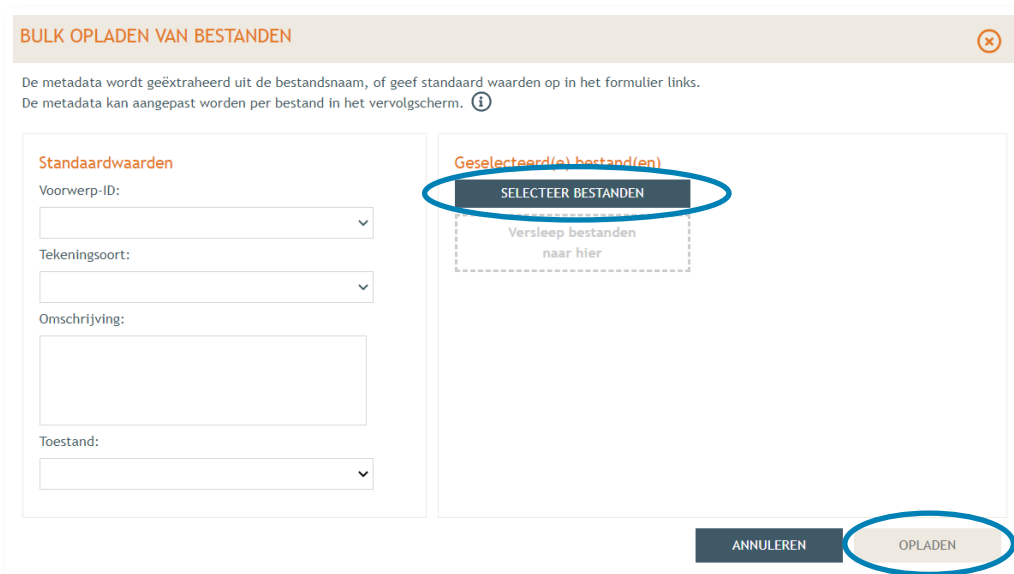 BULK OPLADEN VAN BESTANDEN
De metadata wordt geëxtraheerd uit de bestandsnaam, of geef standaard waarden op in het formulier links.
De metadata kan aangepast worden per bestand in het vervolgscherm.
Standaardwaarden
Voorwerp-ID:
Tekeningsoort:
Omschrijving:
Toestand:
Geselecteerd(e) bestand(en)
SELECTEER BESTANDEN
Versleep bestanden
naar hier
ANNULEREN
OPLADEN